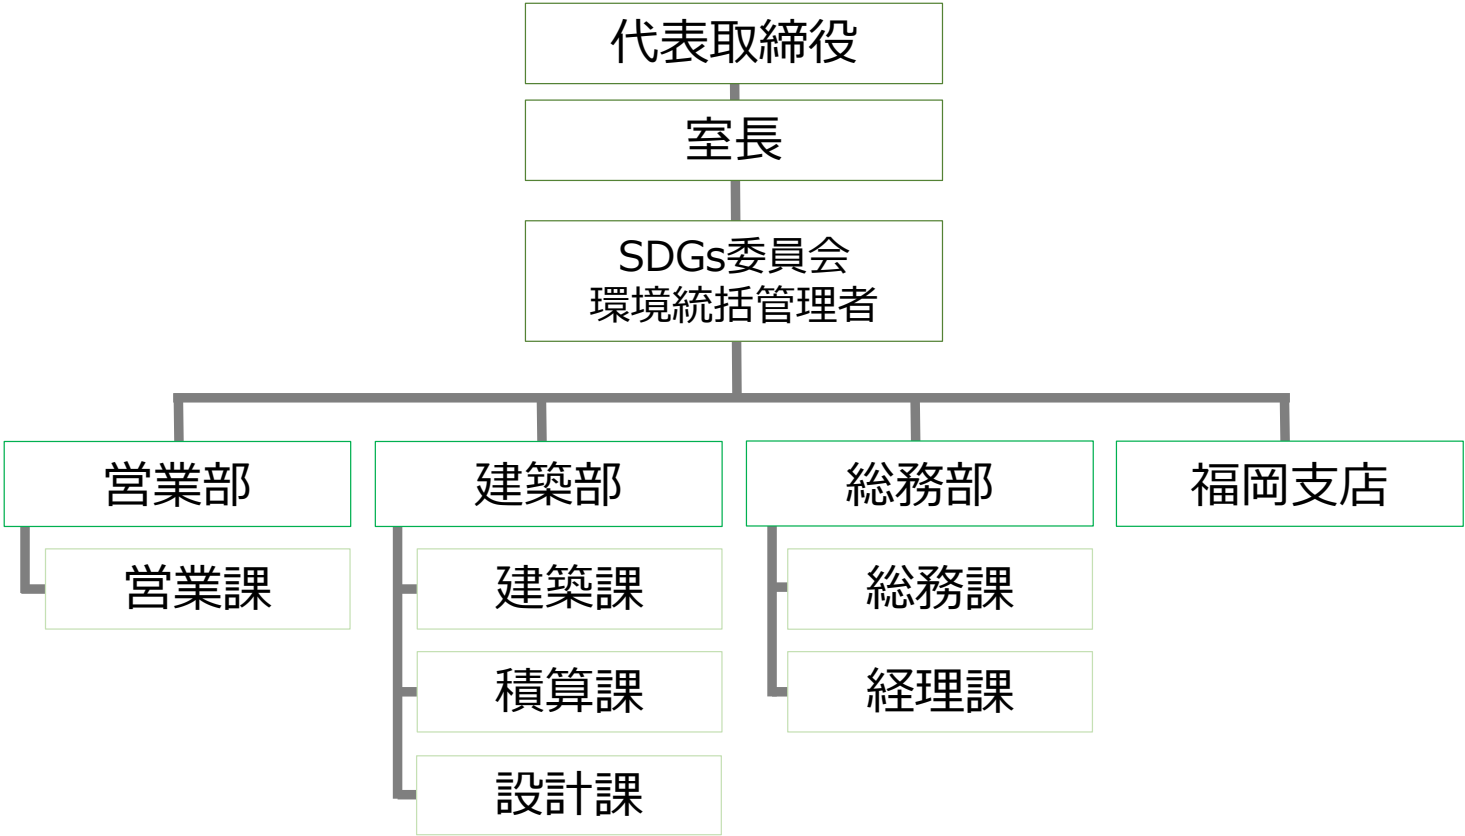 代表取締役
室長
SDGs委員会
環境統括管理者
営業部
建築部
総務部
福岡支店
営業課
建築課
総務課
積算課
経理課
設計課